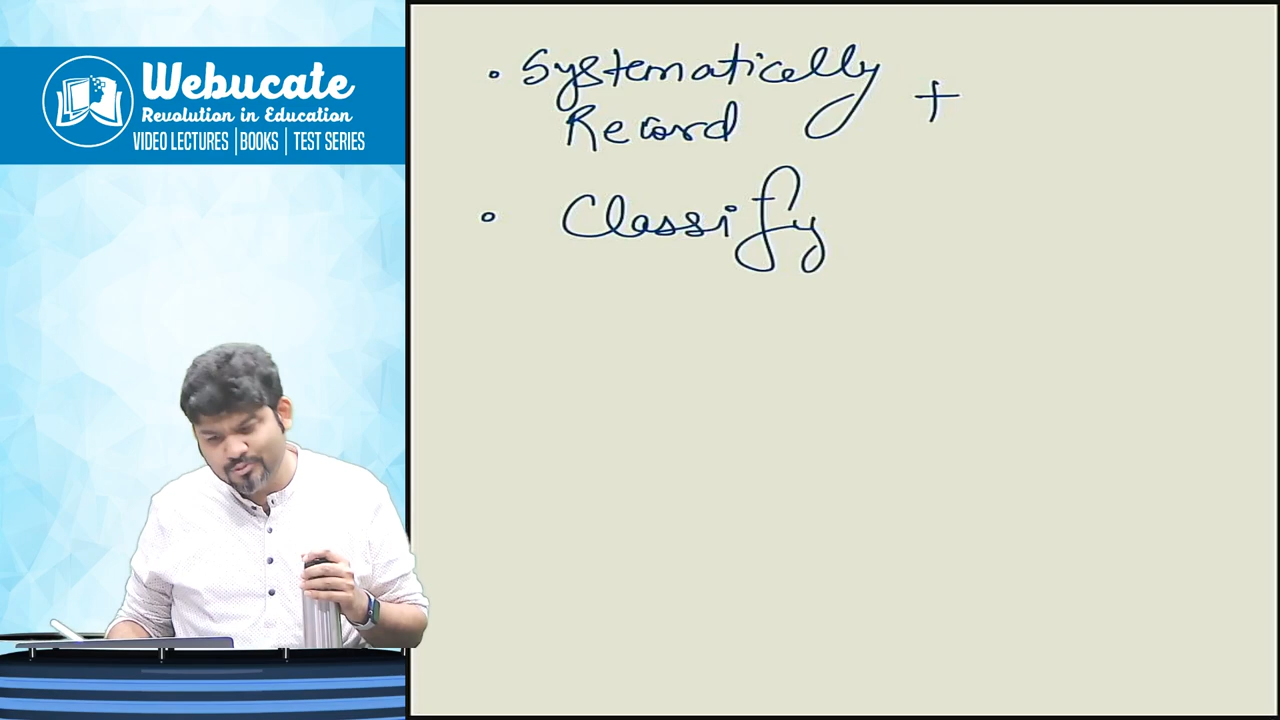 Webucate
Revolution in Education
VIDEO LECTURES | BOOKS | TEST SERIES
• Systematically +
Record
• Classify